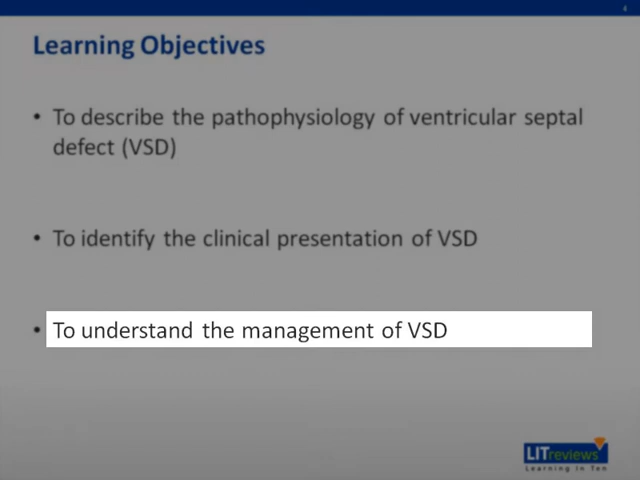 4
Learning Objectives
• To describe the pathophysiology of ventricular septal
defect (VSD)
• To identify the clinical presentation of VSD
• To understand the management of VSD
LITreviews
Learning In Ten